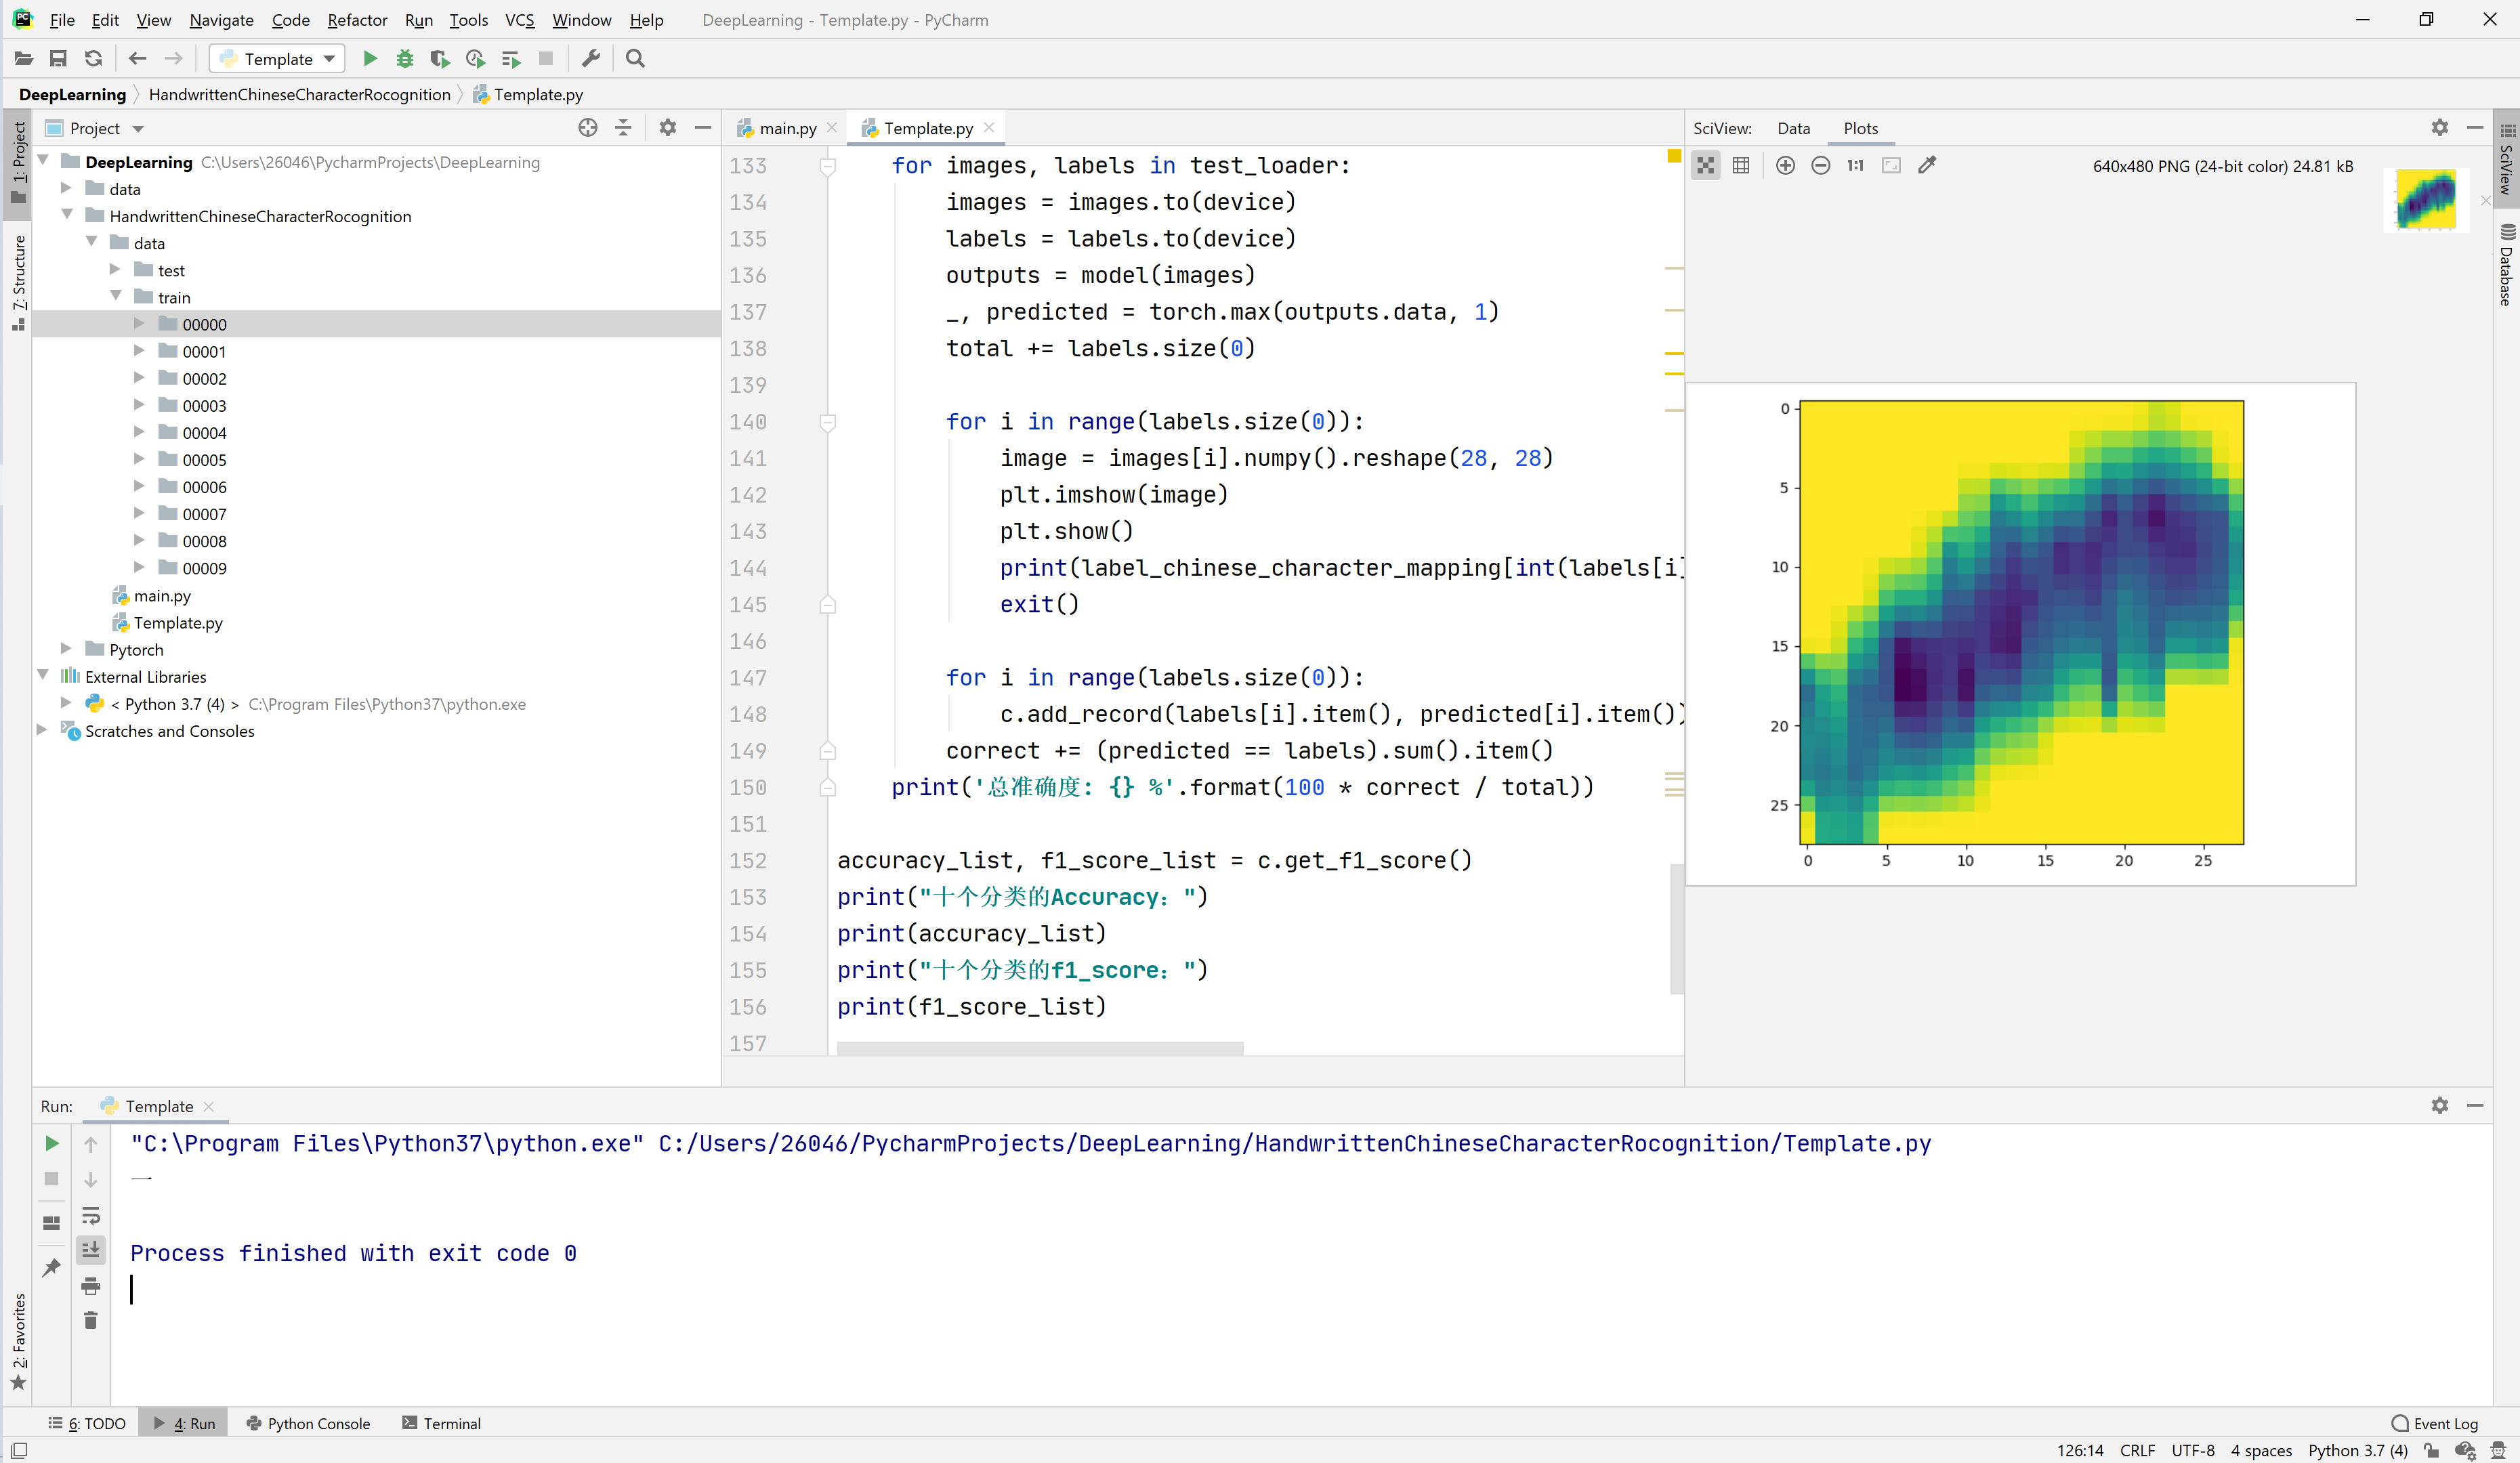 File Edit View Navigate Code Refactor Run Tools VCS Window Help DeepLearning - Template.py - PyCharm
Template
DeepLearning HandwrittenChineseCharacterRocognition Template.py
1: Project
7: Structure
2: Favorites
Project
DeepLearning C:\Users\26046\PycharmProjects\DeepLearning
data
HandwrittenChineseCharacterRocognition
data
test
train
00000
00001
00002
00003
00004
00005
00006
00007
00008
00009
main.py
Template.py
Pytorch
External Libraries
< Python 3.7 (4) > C:\Program Files\Python37\python.exe
Scratches and Consoles
main.py Template.py
133 for images, labels in test_loader:
134 images = images.to(device)
135 labels = labels.to(device)
136 outputs = model(images)
137 _, predicted = torch.max(outputs.data, 1)
138 total += labels.size(0)
139
140 for i in range(labels.size(0)):
141 image = images[i].numpy().reshape(28, 28)
142 plt.imshow(image)
143 plt.show()
144 print(label_chinese_character_mapping[int(labels[i]
145 exit()
146
147 for i in range(labels.size(0)):
148 c.add_record(labels[i].item(), predicted[i].item())
149 correct += (predicted == labels).sum().item()
150 print('总准确度: {} %'.format(100 * correct / total))
151
152 accuracy_list, f1_score_list = c.get_f1_score()
153 print("十个分类的Accuracy：")
154 print(accuracy_list)
155 print("十个分类的f1_score：")
156 print(f1_score_list)
157
SciView: Data Plots
1:1 640x480 PNG (24-bit color) 24.81 kB
0
5
10
15
20
25
0 5 10 15 20 25
SciView
Database
Run: Template
"C:\Program Files\Python37\python.exe" C:/Users/26046/PycharmProjects/DeepLearning/HandwrittenChineseCharacterRocognition/Template.py
一
Process finished with exit code 0
6: TODO 4: Run Python Console Terminal Event Log
126:14 CRLF UTF-8 4 spaces Python 3.7 (4)